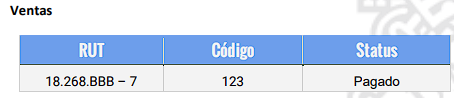 Ventas
RUT Código Status
18.268.BBB – 7 123 Pagado